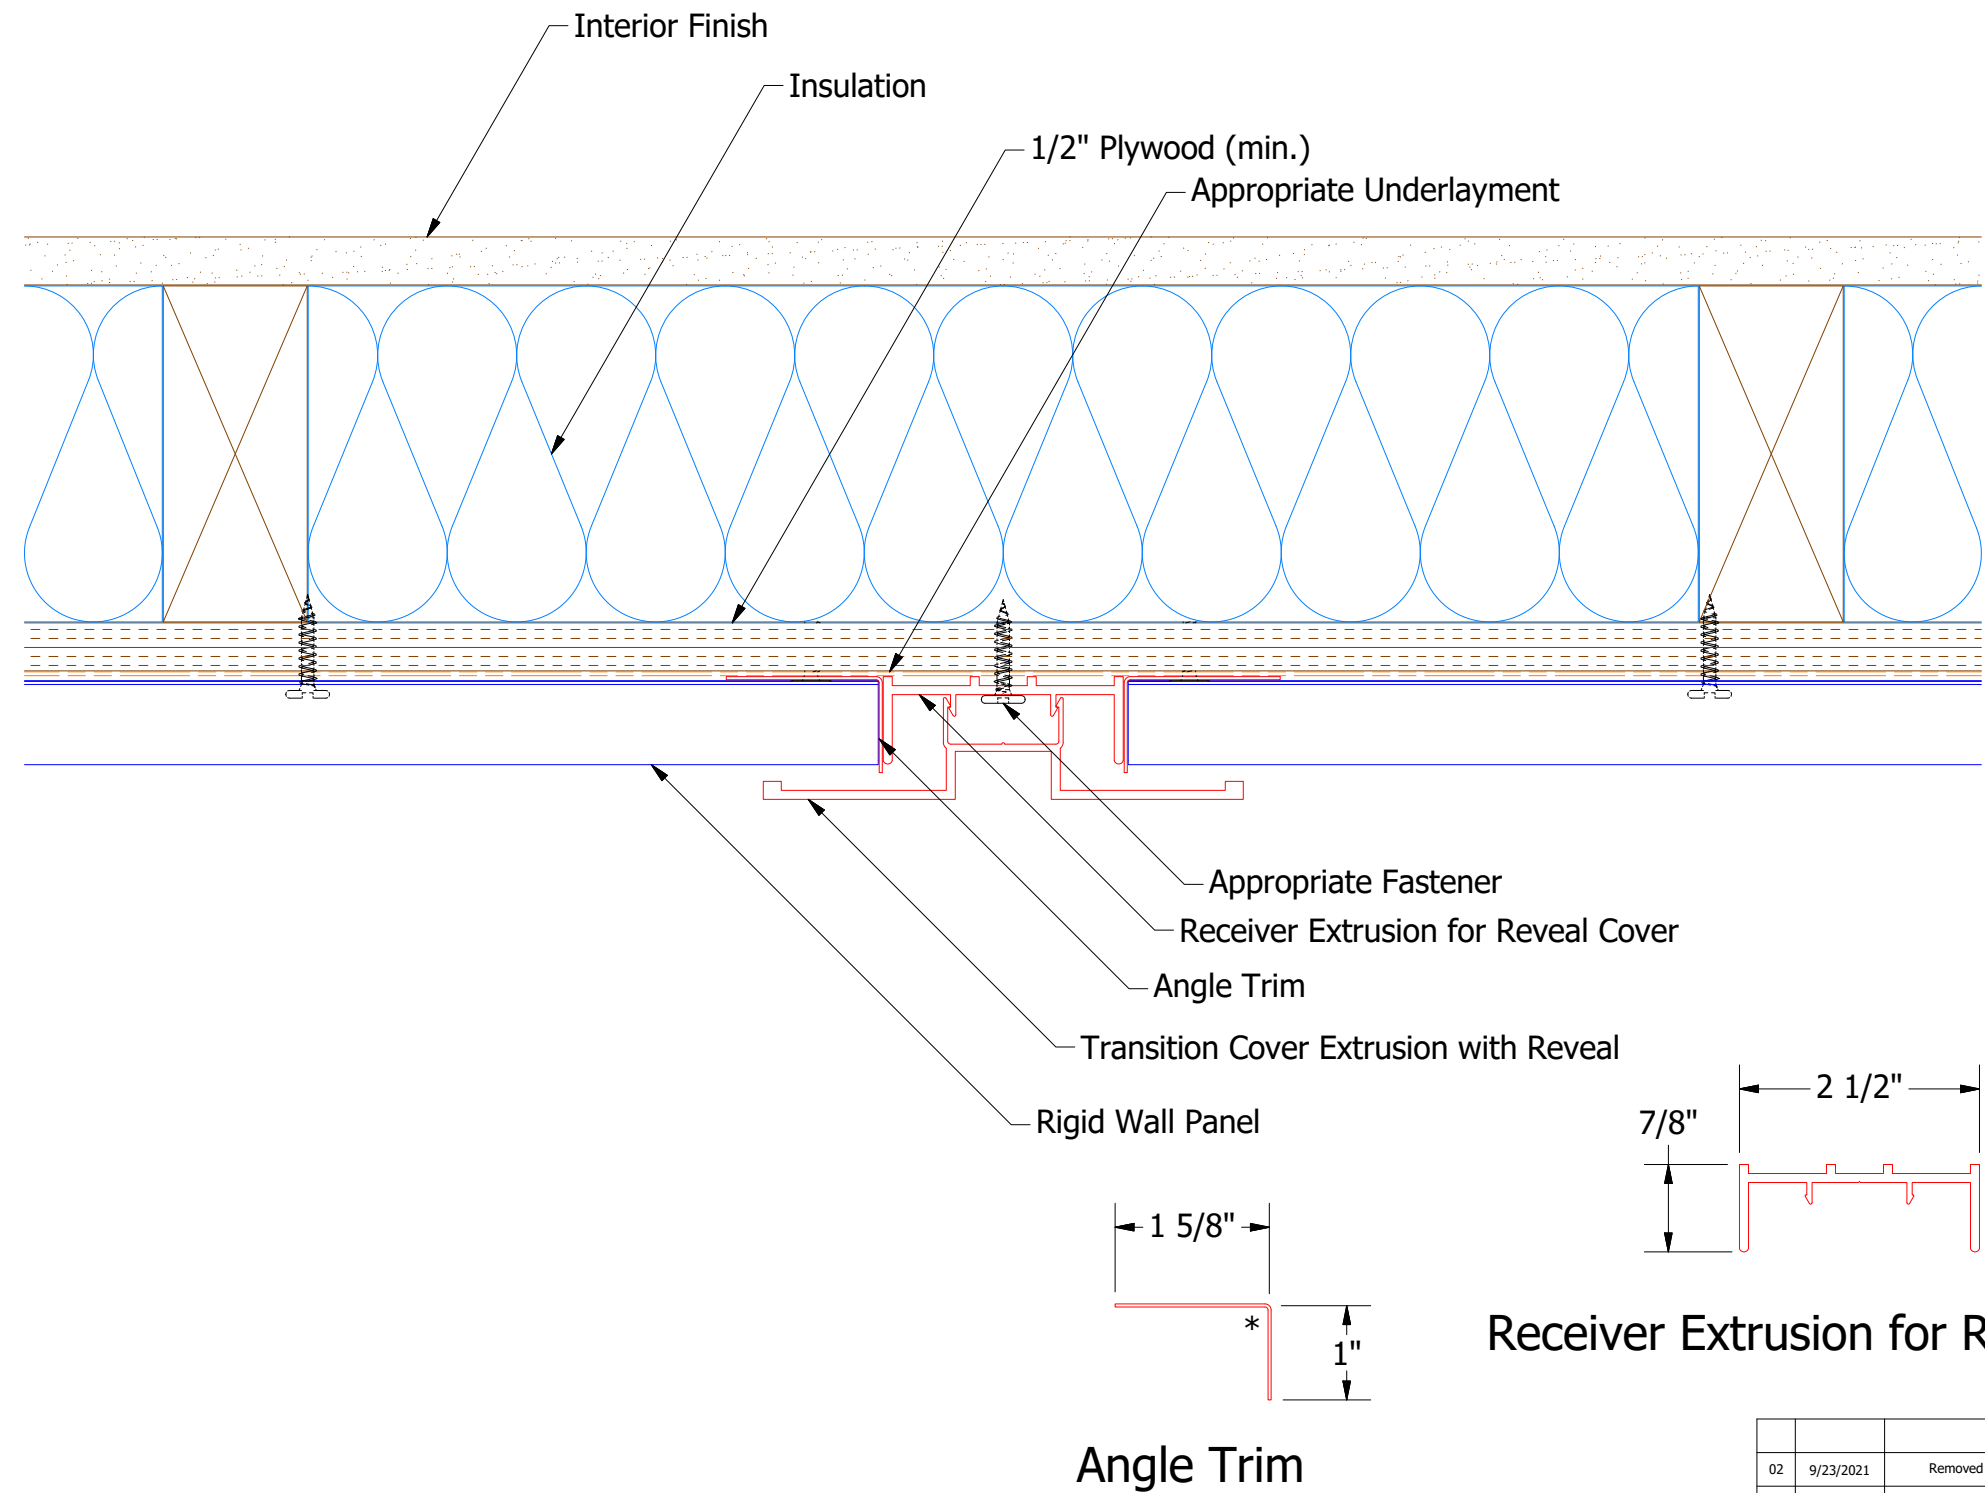 Interior Finish
Insulation
1/2" Plywood (min.)
Appropriate Underlayment
Appropriate Fastener
Receiver Extrusion for Reveal Cover
Angle Trim
Transition Cover Extrusion with Reveal
Rigid Wall Panel
2 1/2"
7/8"
1 5/8"
*
1"
Receiver Extrusion for R
Angle Trim
02 9/23/2021 Removed